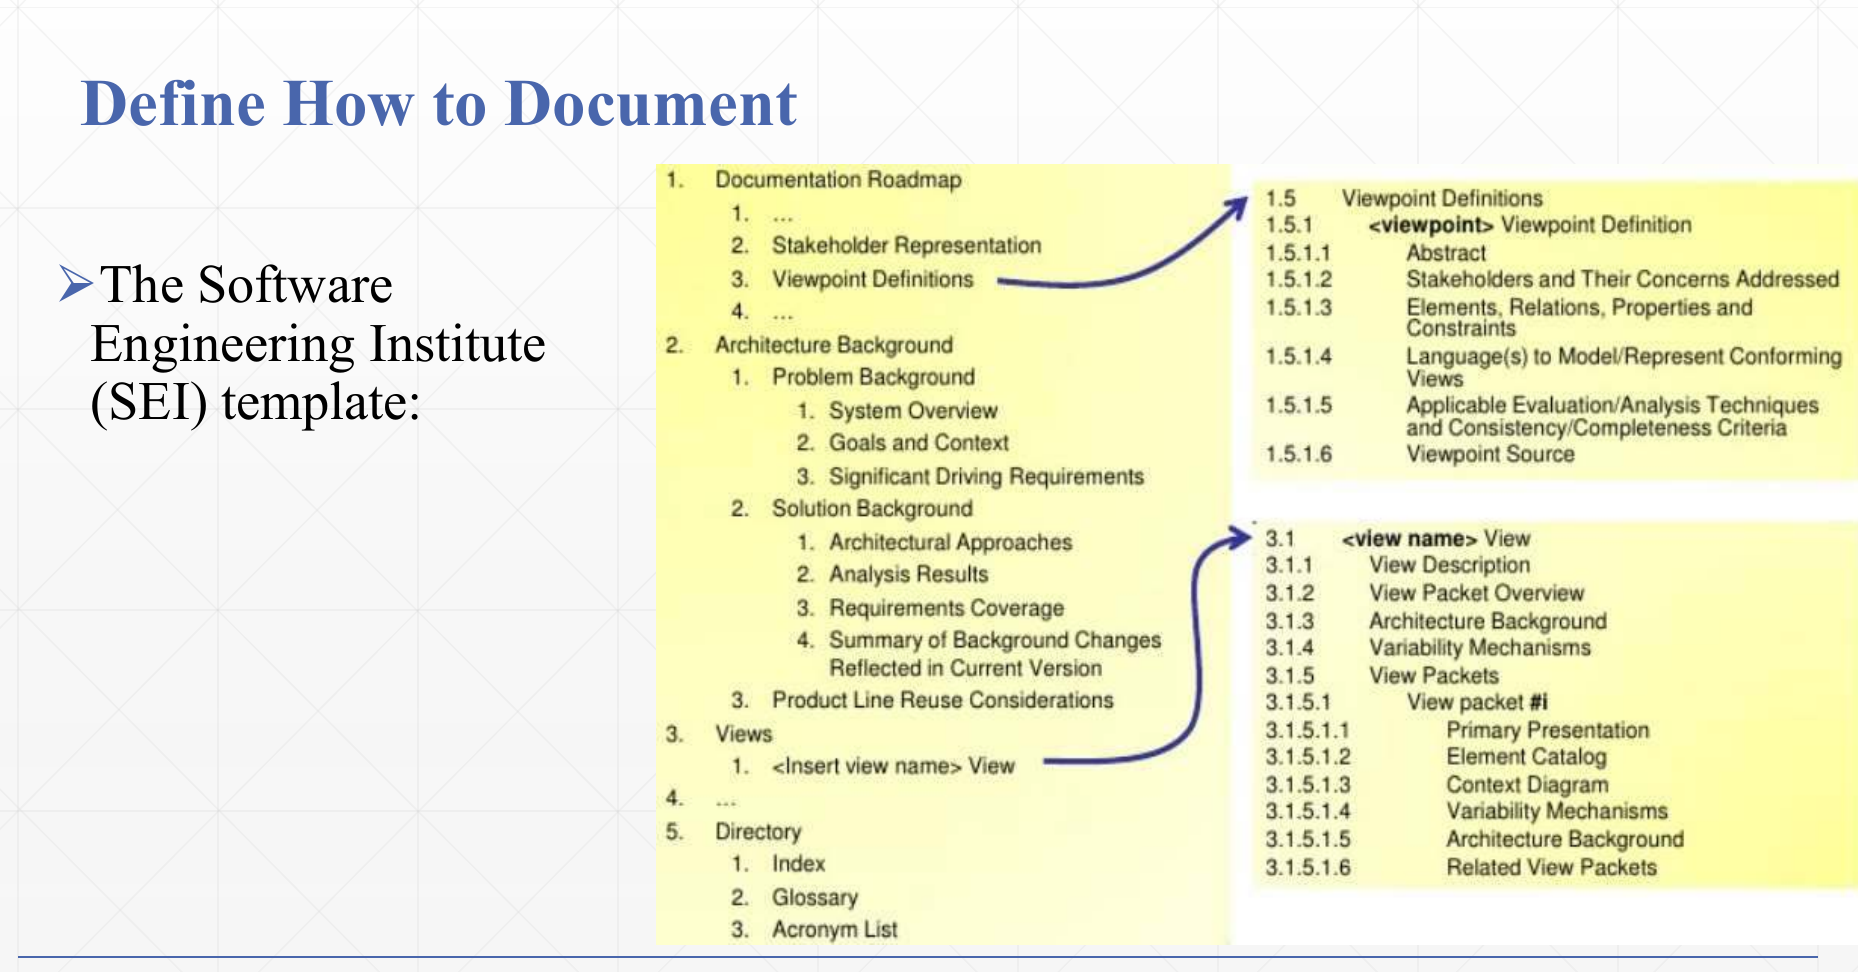 Define How to Document
➢The Software
Engineering Institute
(SEI) template:
1. Documentation Roadmap
1. ...
2. Stakeholder Representation
3. Viewpoint Definitions
4. ...
2. Architecture Background
1. Problem Background
1. System Overview
2. Goals and Context
3. Significant Driving Requirements
2. Solution Background
1. Architectural Approaches
2. Analysis Results
3. Requirements Coverage
4. Summary of Background Changes
Reflected in Current Version
3. Product Line Reuse Considerations
3. Views
1. <Insert view name> View
4. ...
5. Directory
1. Index
2. Glossary
3. Acronym List
1.5 Viewpoint Definitions
1.5.1 <viewpoint> Viewpoint Definition
1.5.1.1 Abstract
1.5.1.2 Stakeholders and Their Concerns Addressed
1.5.1.3 Elements, Relations, Properties and
Constraints
1.5.1.4 Language(s) to Model/Represent Conforming
Views
1.5.1.5 Applicable Evaluation/Analysis Techniques
and Consistency/Completeness Criteria
1.5.1.6 Viewpoint Source
3.1 <view name> View
3.1.1 View Description
3.1.2 View Packet Overview
3.1.3 Architecture Background
3.1.4 Variability Mechanisms
3.1.5 View Packets
3.1.5.1 View packet #i
3.1.5.1.1 Primary Presentation
3.1.5.1.2 Element Catalog
3.1.5.1.3 Context Diagram
3.1.5.1.4 Variability Mechanisms
3.1.5.1.5 Architecture Background
3.1.5.1.6 Related View Packets